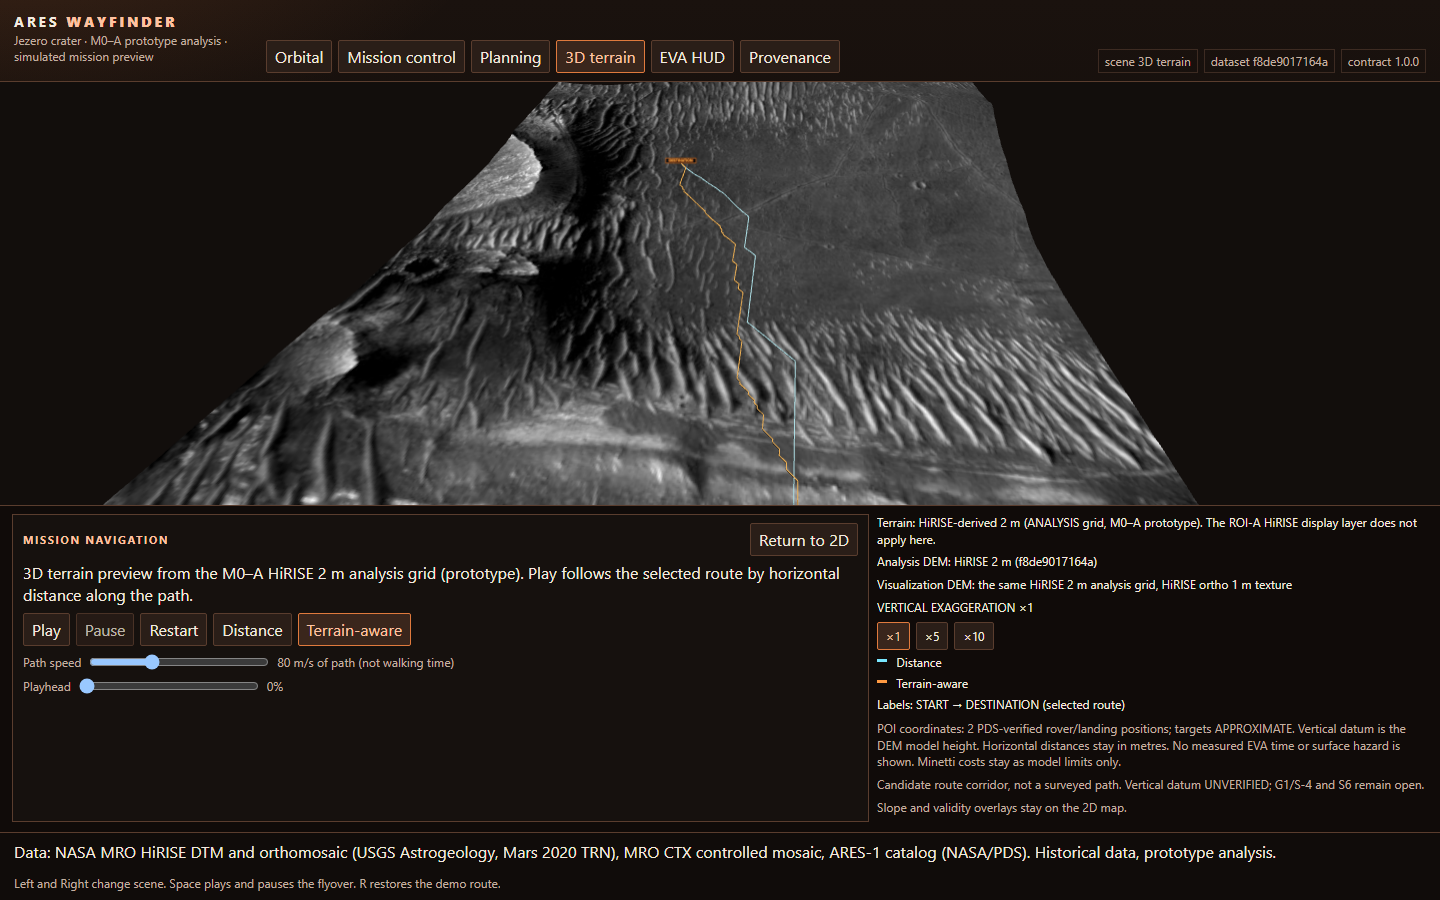 ARES WAYFINDER
Jezero crater · M0–A prototype analysis ·
simulated mission preview
Orbital
Mission control
Planning
3D terrain
EVA HUD
Provenance
scene 3D terrain
dataset f8de9017164a
contract 1.0.0
DESTINATION
MISSION NAVIGATION
Return to 2D
3D terrain preview from the M0–A HiRISE 2 m analysis grid (prototype). Play follows the selected route by horizontal
distance along the path.
Play
Pause
Restart
Distance
Terrain-aware
Path speed
80 m/s of path (not walking time)
Playhead
0%
Terrain: HiRISE-derived 2 m (ANALYSIS grid, M0–A prototype). The ROI-A HiRISE display layer does not
apply here.
Analysis DEM: HiRISE 2 m (f8de9017164a)
Visualization DEM: the same HiRISE 2 m analysis grid, HiRISE ortho 1 m texture
VERTICAL EXAGGERATION ×1
×1
×5
×10
Distance
Terrain-aware
Labels: START → DESTINATION (selected route)
POI coordinates: 2 PDS-verified rover/landing positions; targets APPROXIMATE. Vertical datum is the
DEM model height. Horizontal distances stay in metres. No measured EVA time or surface hazard is
shown. Minetti costs stay as model limits only.
Candidate route corridor, not a surveyed path. Vertical datum UNVERIFIED; G1/S-4 and S6 remain open.
Slope and validity overlays stay on the 2D map.
Data: NASA MRO HiRISE DTM and orthomosaic (USGS Astrogeology, Mars 2020 TRN), MRO CTX controlled mosaic, ARES-1 catalog (NASA/PDS). Historical data, prototype analysis.
Left and Right change scene. Space plays and pauses the flyover. R restores the demo route.